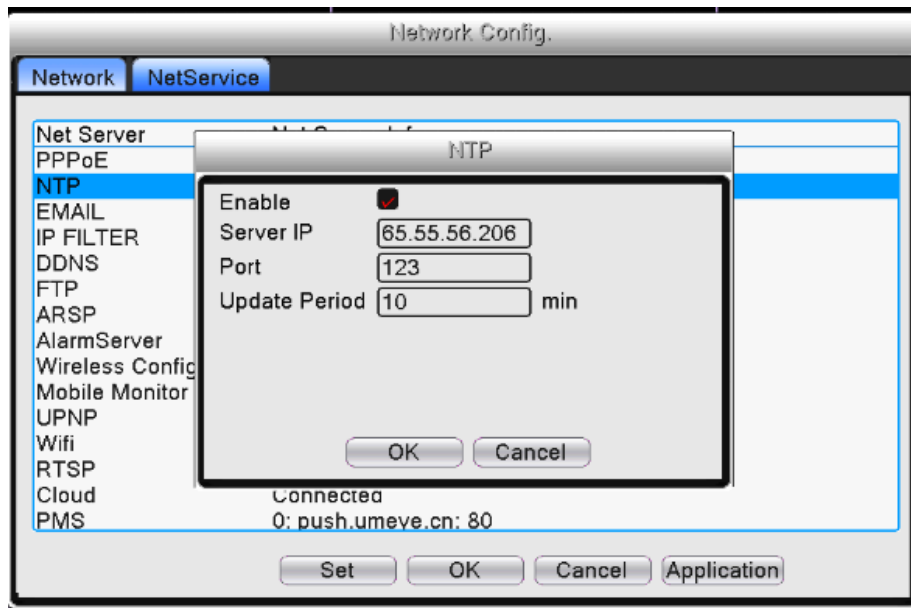 Network Config.
Network NetService
Net Server
PPPoE
NTP
EMAIL
IP FILTER
DDNS
FTP
ARSP
AlarmServer
Wireless Config
Mobile Monitor
UPNP
Wifi
RTSP
Cloud Connected
PMS 0: push.umeye.cn: 80
NTP
Enable
Server IP 65.55.56.206
Port 123
Update Period 10 min
OK Cancel
Set OK Cancel Application